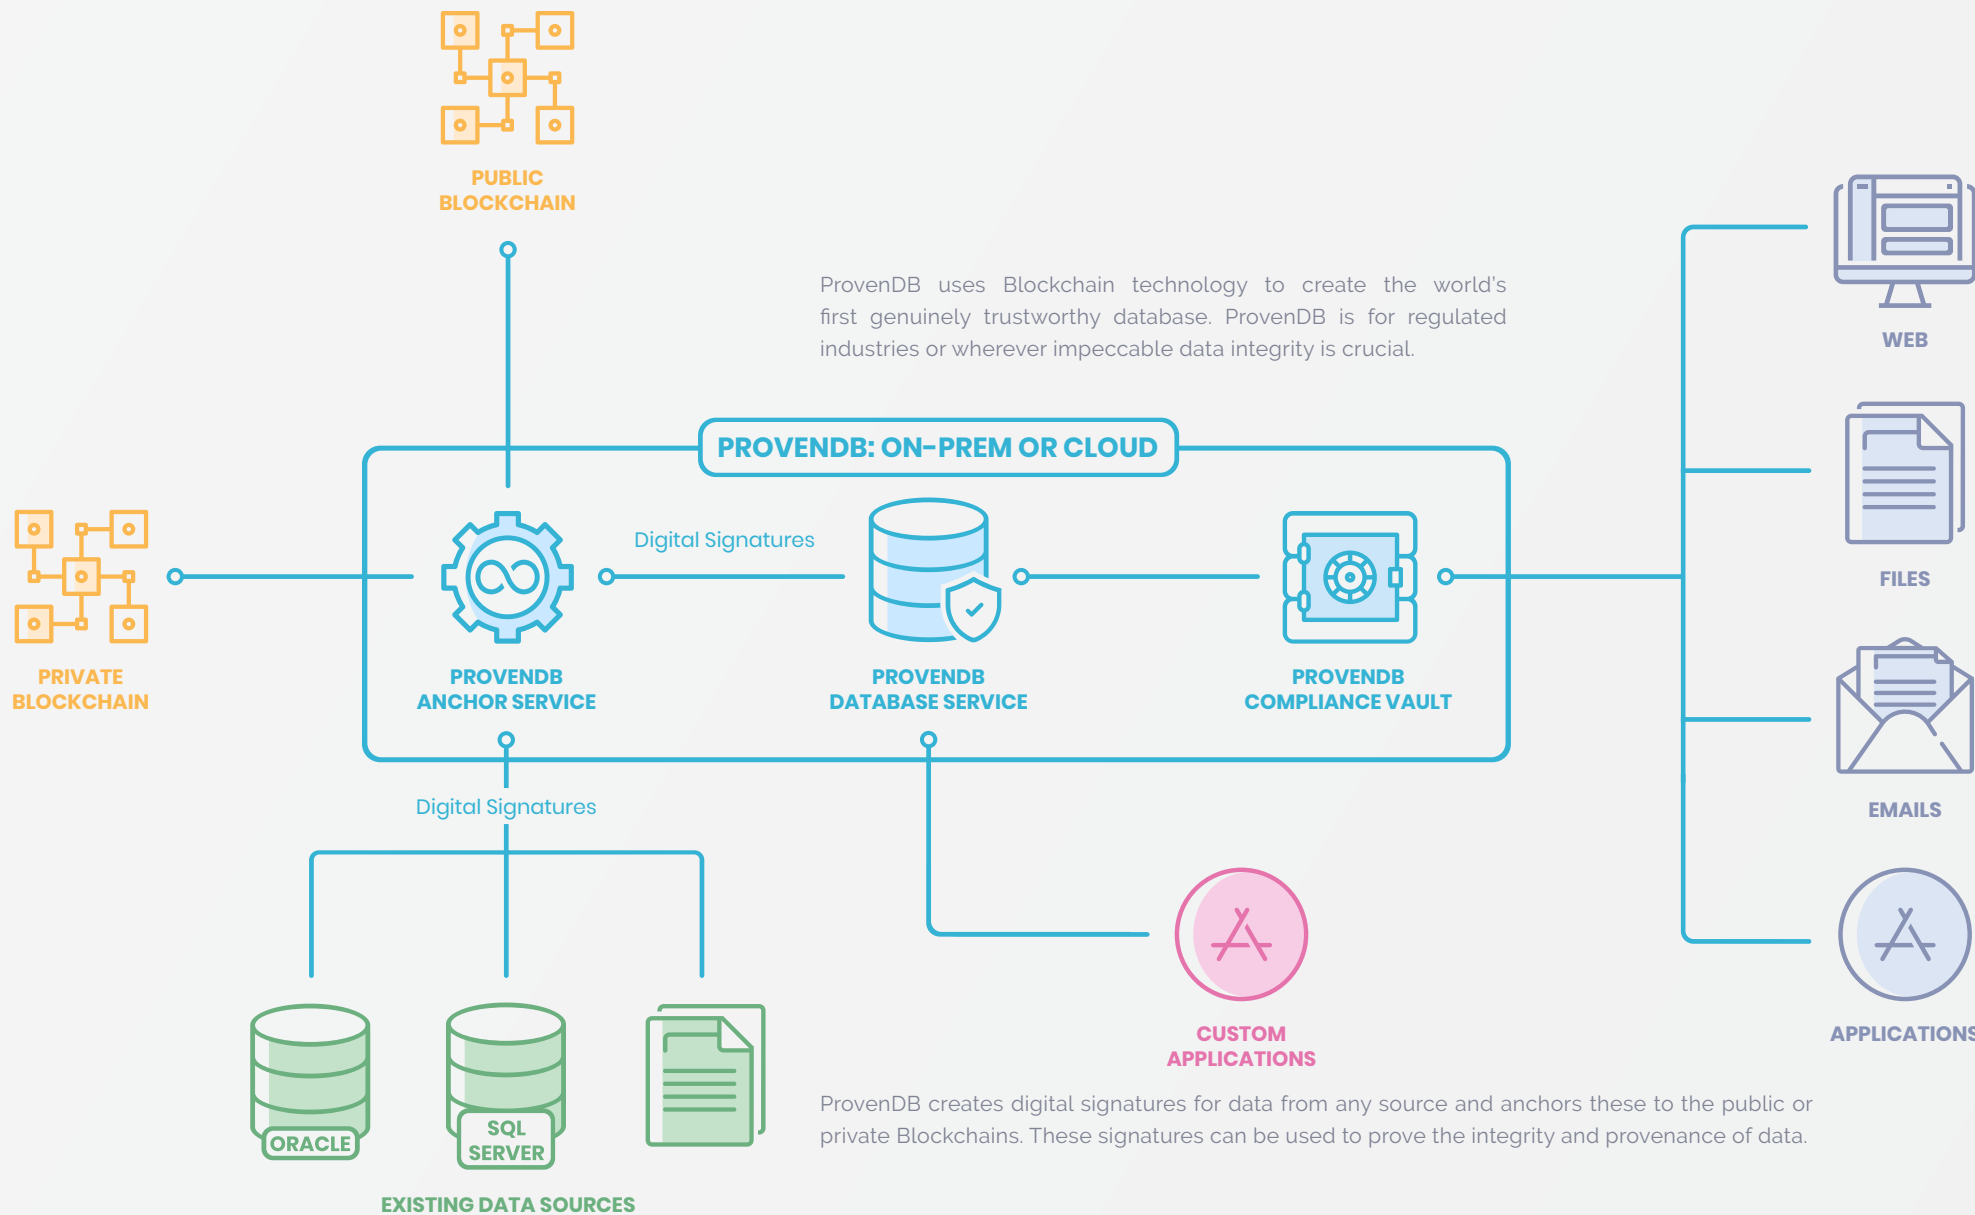 PUBLIC
BLOCKCHAIN
ProvenDB uses Blockchain technology to create the world's
first genuinely trustworthy database. ProvenDB is for regulated
industries or wherever impeccable data integrity is crucial.
WEB
PROVENDB: ON-PREM OR CLOUD
Digital Signatures
FILES
PRIVATE
BLOCKCHAIN
PROVENDB
ANCHOR SERVICE
PROVENDB
DATABASE SERVICE
PROVENDB
COMPLIANCE VAULT
Digital Signatures
EMAILS
CUSTOM
APPLICATIONS
APPLICATIONS
ProvenDB creates digital signatures for data from any source and anchors these to the public or
private Blockchains. These signatures can be used to prove the integrity and provenance of data.
ORACLE
SQL
SERVER
EXISTING DATA SOURCES